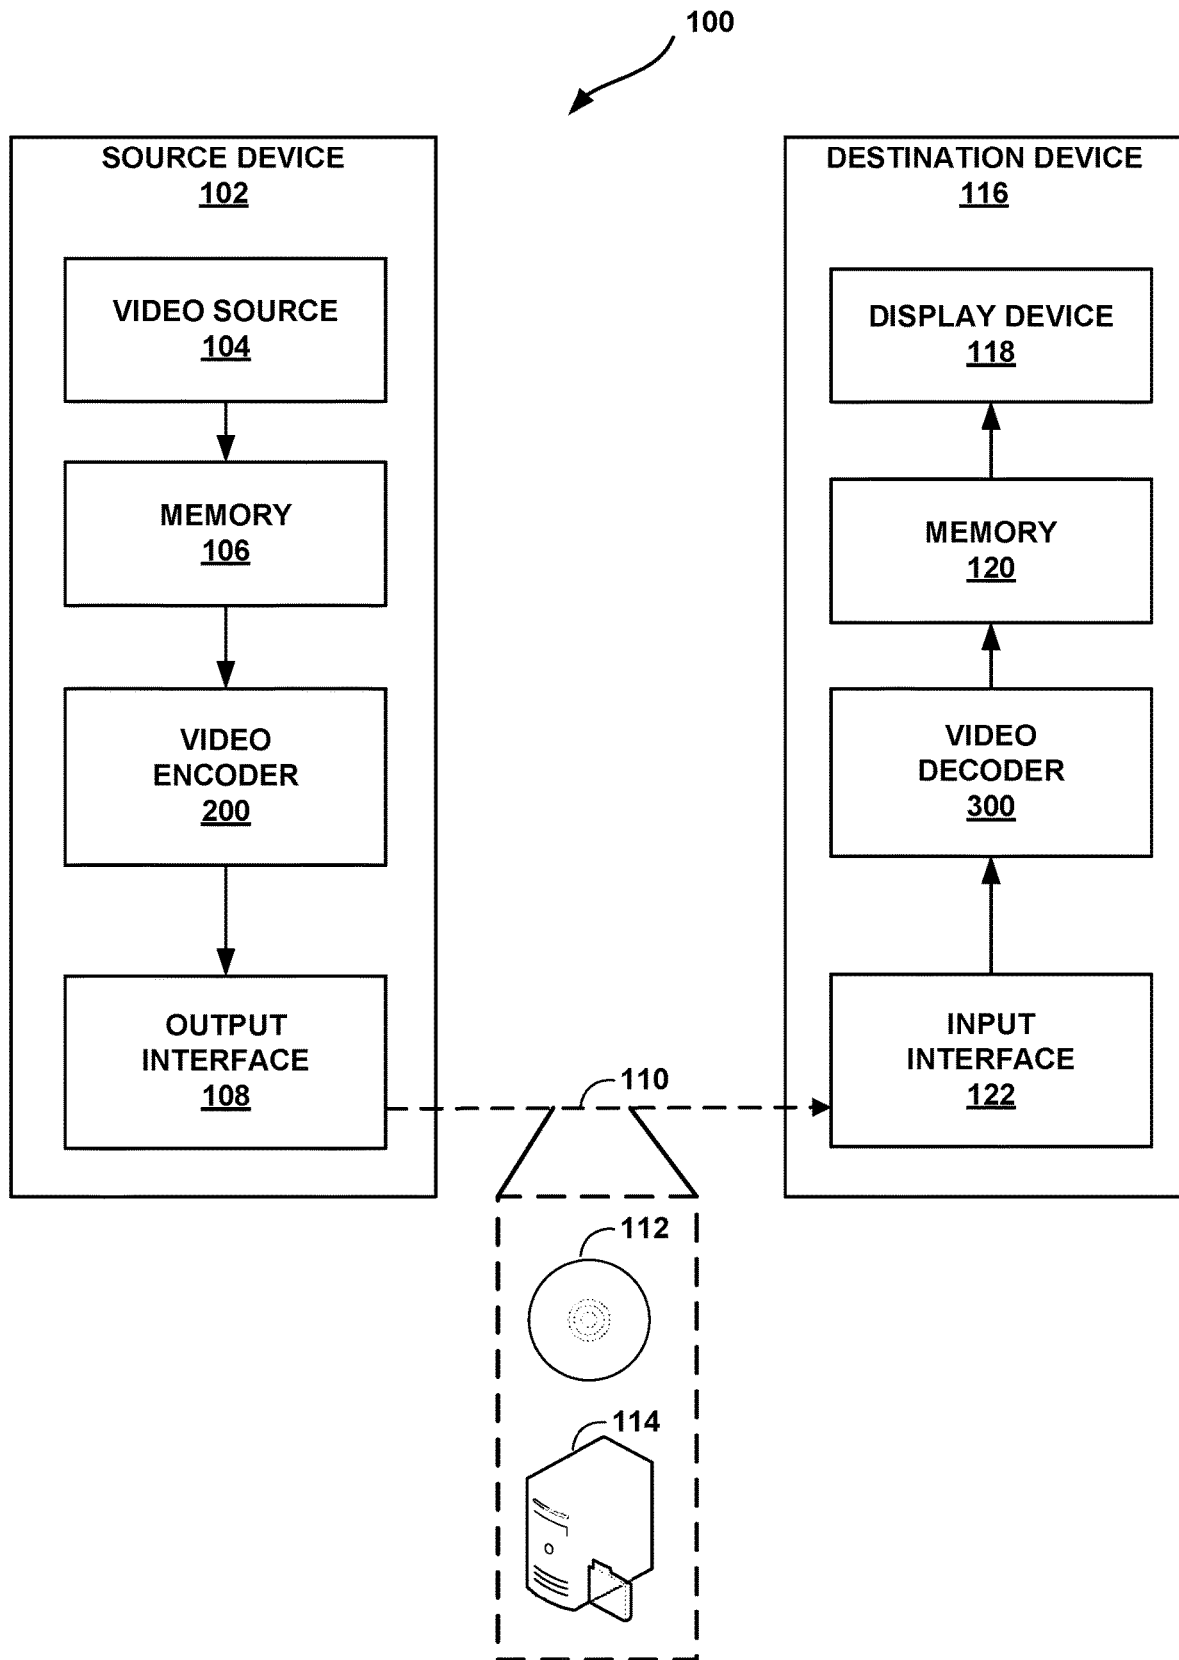 100
SOURCE DEVICE
102
VIDEO SOURCE
104
MEMORY
106
VIDEO
ENCODER
200
OUTPUT
INTERFACE
108
DESTINATION DEVICE
116
DISPLAY DEVICE
118
MEMORY
120
VIDEO
DECODER
300
INPUT
INTERFACE
122
110
112
114